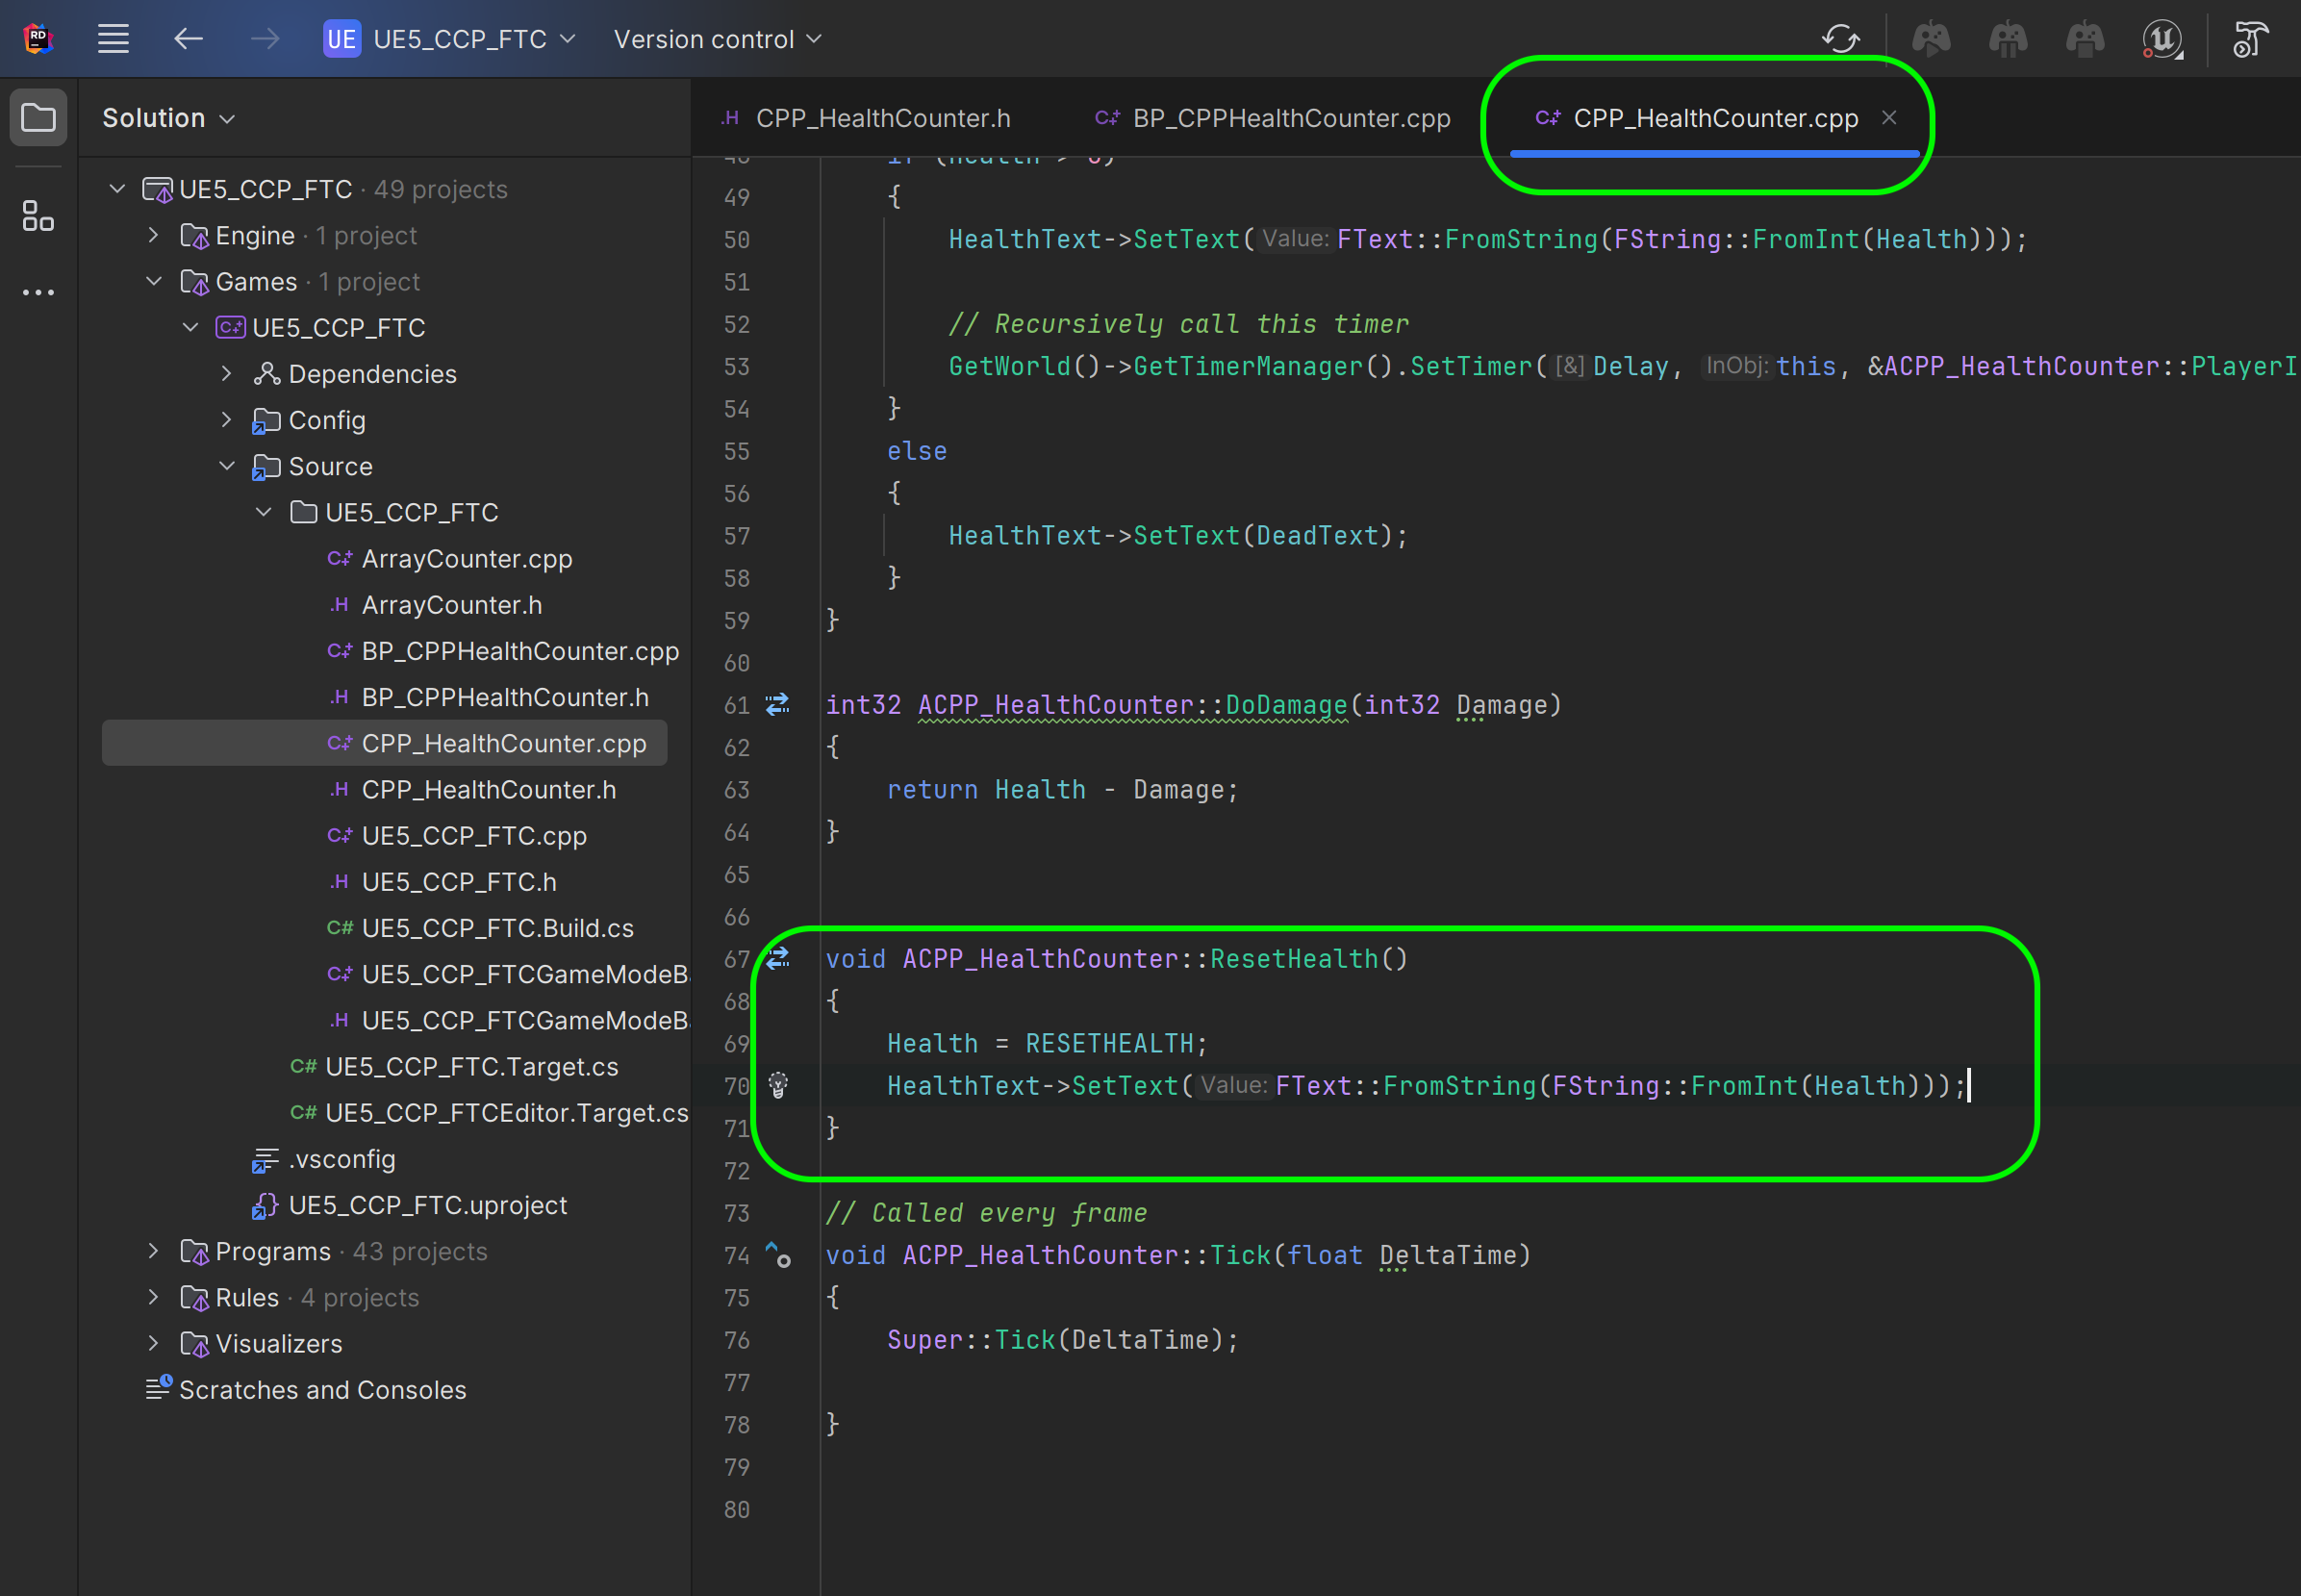 UE UE5_CCP_FTC Version control
Solution
CPP_HealthCounter.h BP_CPPHealthCounter.cpp CPP_HealthCounter.cpp
UE5_CCP_FTC · 49 projects
Engine · 1 project
Games · 1 project
UE5_CCP_FTC
Dependencies
Config
Source
UE5_CCP_FTC
ArrayCounter.cpp
ArrayCounter.h
BP_CPPHealthCounter.cpp
BP_CPPHealthCounter.h
CPP_HealthCounter.cpp
CPP_HealthCounter.h
UE5_CCP_FTC.cpp
UE5_CCP_FTC.h
UE5_CCP_FTC.Build.cs
UE5_CCP_FTCGameModeB
UE5_CCP_FTCGameModeB
UE5_CCP_FTC.Target.cs
UE5_CCP_FTCEditor.Target.cs
.vsconfig
UE5_CCP_FTC.uproject
Programs · 43 projects
Rules · 4 projects
Visualizers
Scratches and Consoles
49 {
50 HealthText->SetText( Value: FText::FromString(FString::FromInt(Health)));
51
52 // Recursively call this timer
53 GetWorld()->GetTimerManager().SetTimer( [&] Delay, InObj: this, &ACPP_HealthCounter::PlayerI
54 }
55 else
56 {
57 HealthText->SetText(DeadText);
58 }
59 }
60
61 int32 ACPP_HealthCounter::DoDamage(int32 Damage)
62 {
63 return Health - Damage;
64 }
65
66
67 void ACPP_HealthCounter::ResetHealth()
68 {
69 Health = RESETHEALTH;
70 HealthText->SetText( Value: FText::FromString(FString::FromInt(Health)));
71 }
72
73 // Called every frame
74 void ACPP_HealthCounter::Tick(float DeltaTime)
75 {
76 Super::Tick(DeltaTime);
77
78 }
79
80